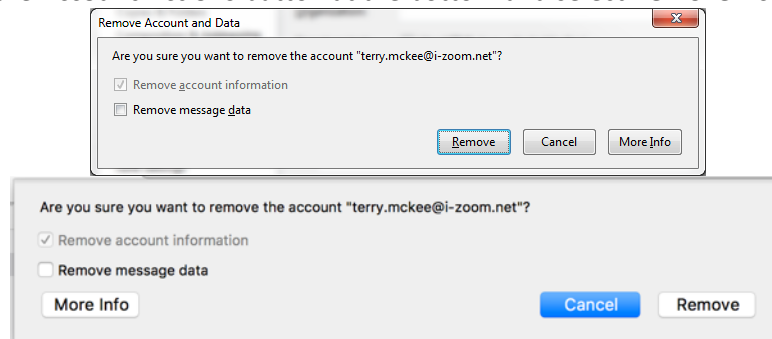 Remove Account and Data
Are you sure you want to remove the account "terry.mckee@i-zoom.net"?
Remove account information
Remove message data
Remove Cancel More Info
Are you sure you want to remove the account "terry.mckee@i-zoom.net"?
Remove account information
Remove message data
More Info Cancel Remove